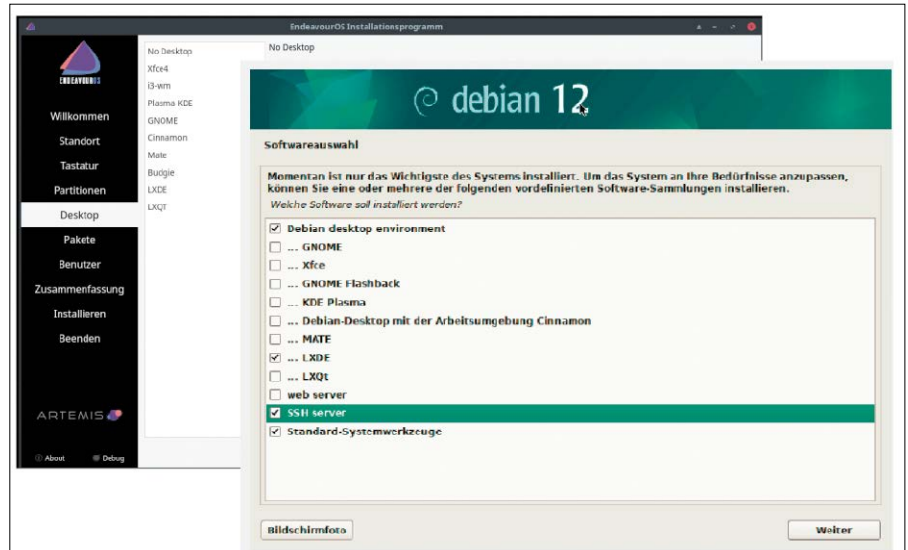 EndeavourOS Installationsprogramm
ENDEAVOUROS
Willkommen
Standort
Tastatur
Partitionen
Desktop
Pakete
Benutzer
Zusammenfassung
Installieren
Beenden
ARTEMIS
About
Debug
No Desktop
Xfce4
i3-wm
Plasma KDE
GNOME
Cinnamon
Mate
Budgie
LXDE
LXQT
No Desktop
debian 12
Softwareauswahl
Momentan ist nur das Wichtigste des Systems installiert. Um das System an Ihre Bedürfnisse anzupassen,
können Sie eine oder mehrere der folgenden vordefinierten Software-Sammlungen installieren.
Welche Software soll installiert werden?
Debian desktop environment
... GNOME
... Xfce
... GNOME Flashback
... KDE Plasma
... Debian-Desktop mit der Arbeitsumgebung Cinnamon
... MATE
... LXDE
... LXQt
web server
SSH server
Standard-Systemwerkzeuge
Bildschirmfoto
Weiter